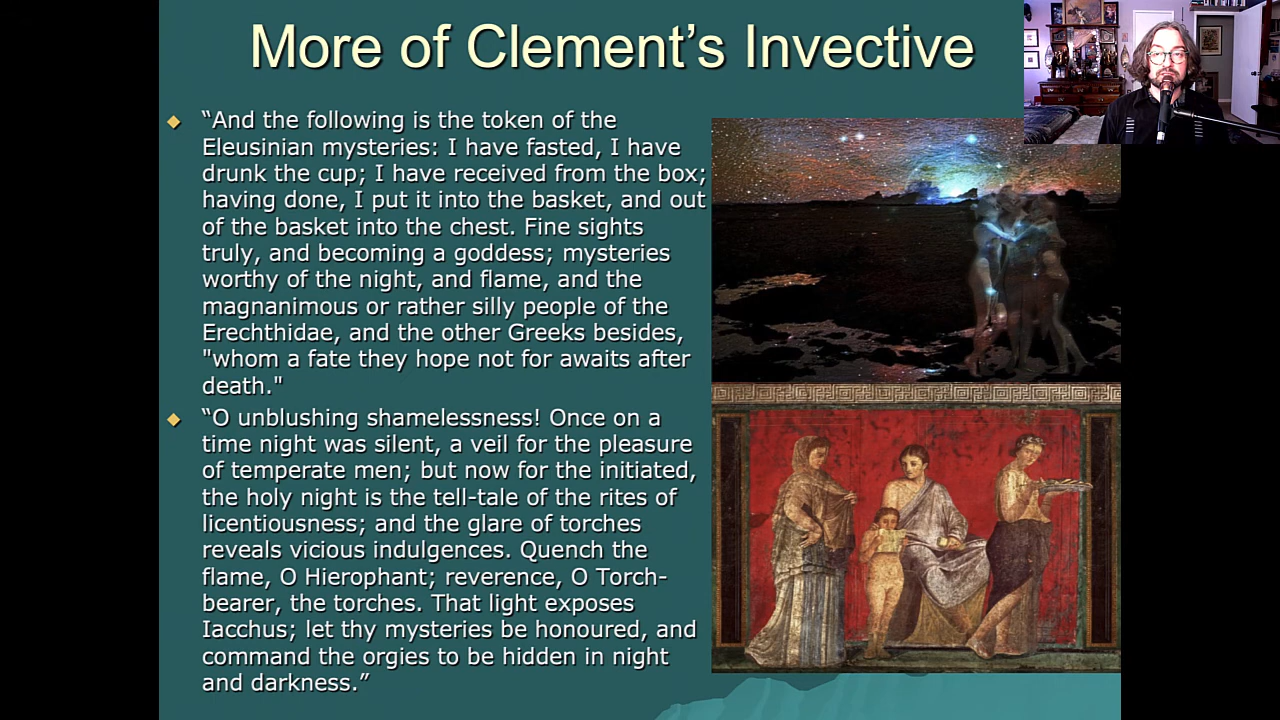 More of Clement’s Invective
“And the following is the token of the
Eleusinian mysteries: I have fasted, I have
drunk the cup; I have received from the box;
having done, I put it into the basket, and out
of the basket into the chest. Fine sights
truly, and becoming a goddess; mysteries
worthy of the night, and flame, and the
magnanimous or rather silly people of the
Erechthidae, and the other Greeks besides,
"whom a fate they hope not for awaits after
death."
“O unblushing shamelessness! Once on a
time night was silent, a veil for the pleasure
of temperate men; but now for the initiated,
the holy night is the tell-tale of the rites of
licentiousness; and the glare of torches
reveals vicious indulgences. Quench the
flame, O Hierophant; reverence, O Torch-
bearer, the torches. That light exposes
Iacchus; let thy mysteries be honoured, and
command the orgies to be hidden in night
and darkness.”